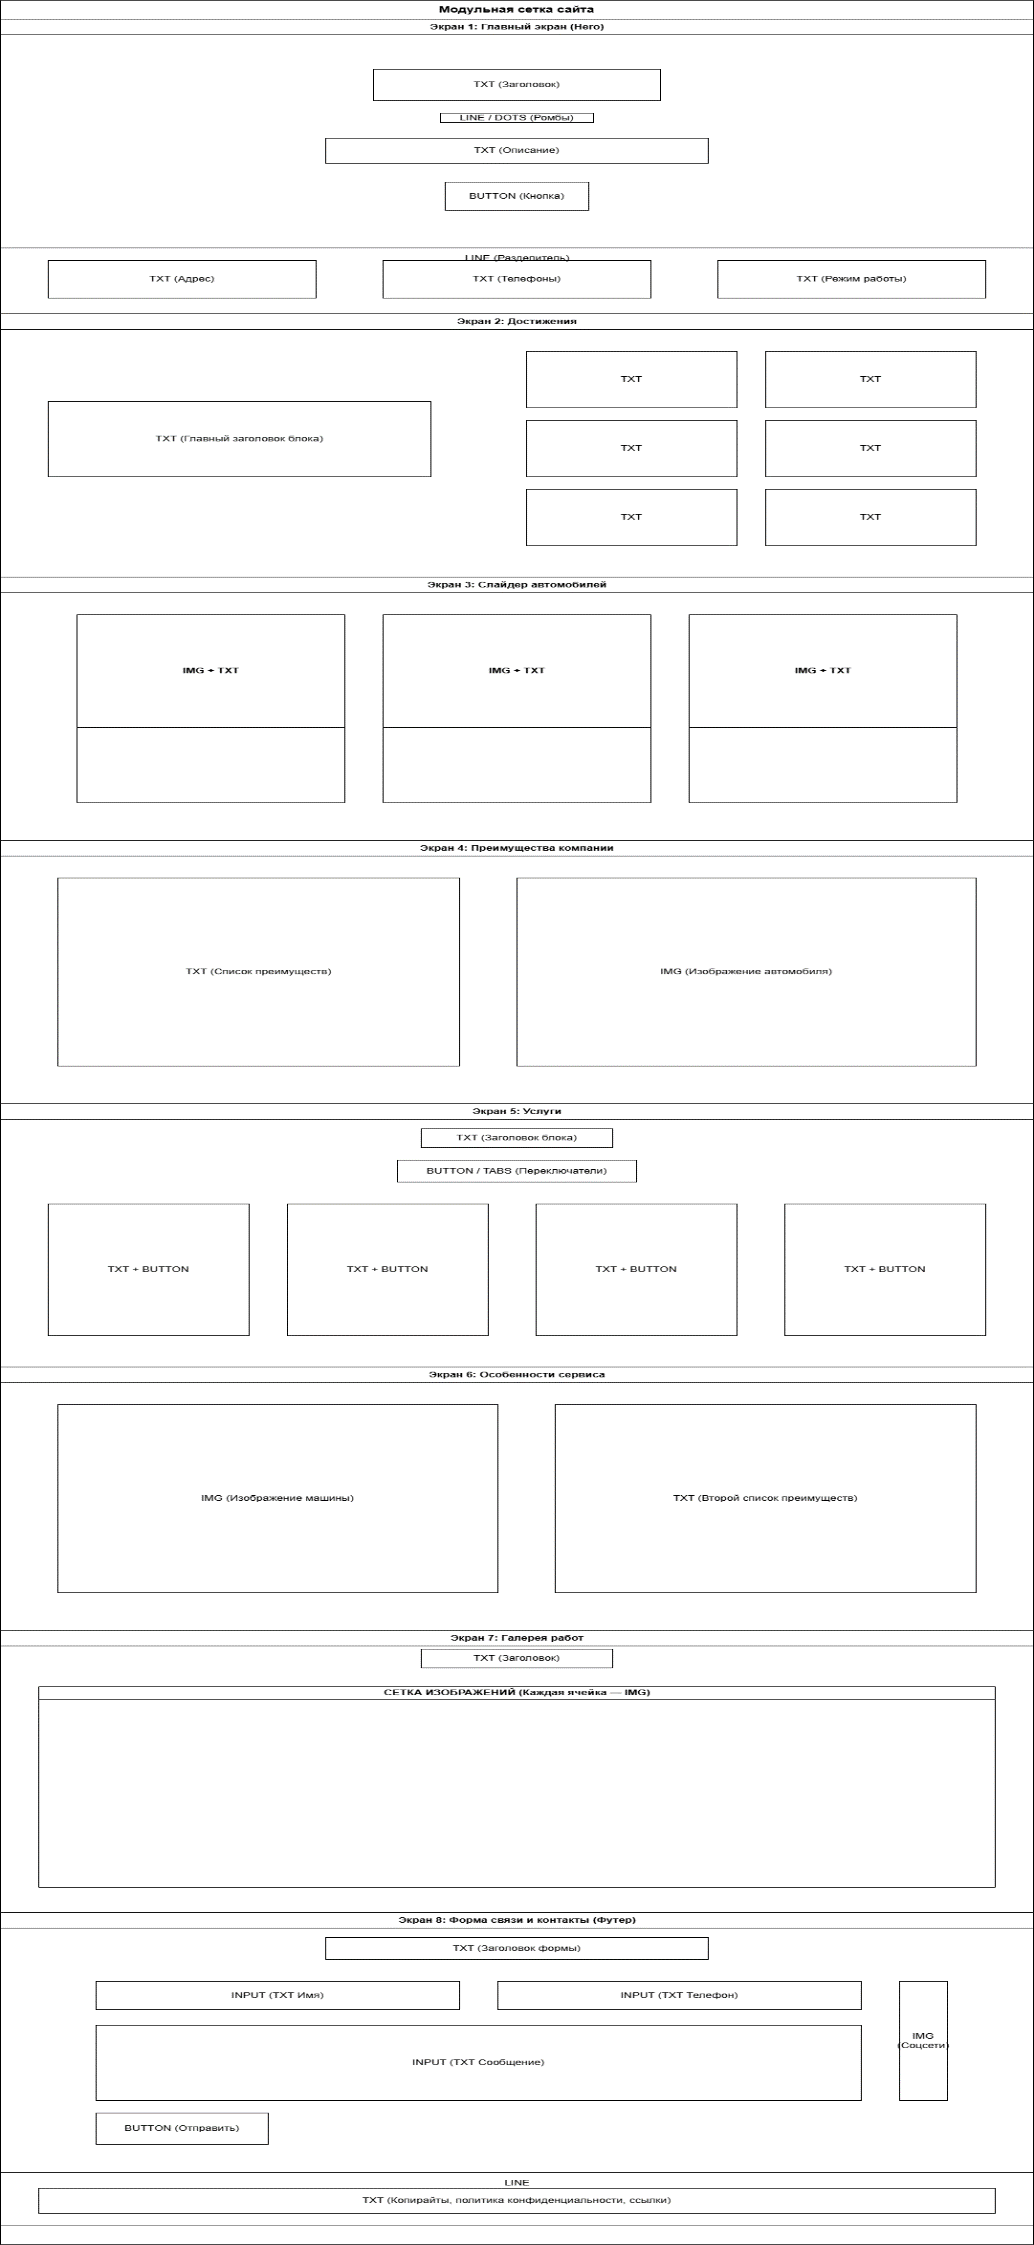 Модульная сетка сайта
Экран 1: Главный экран (Hero)
TXT (Заголовок)
LINE / DOTS (Ромбы)
TXT (Описание)
BUTTON (Кнопка)
LINE (Разделитель)
TXT (Адрес)
TXT (Телефоны)
TXT (Режим работы)
Экран 2: Достижения
TXT (Главный заголовок блока)
TXT
TXT
TXT
TXT
TXT
TXT
Экран 3: Слайдер автомобилей
IMG + TXT
IMG + TXT
IMG + TXT
Экран 4: Преимущества компании
TXT (Список преимуществ)
IMG (Изображение автомобиля)
Экран 5: Услуги
TXT (Заголовок блока)
BUTTON / TABS (Переключатели)
TXT + BUTTON
TXT + BUTTON
TXT + BUTTON
TXT + BUTTON
Экран 6: Особенности сервиса
IMG (Изображение машины)
TXT (Второй список преимуществ)
Экран 7: Галерея работ
TXT (Заголовок)
СЕТКА ИЗОБРАЖЕНИЙ (Каждая ячейка — IMG)
Экран 8: Форма связи и контакты (Футер)
TXT (Заголовок формы)
INPUT (TXT Имя)
INPUT (TXT Телефон)
INPUT (TXT Сообщение)
IMG
(Соцсети)
BUTTON (Отправить)
LINE
TXT (Копирайты, политика конфиденциальности, ссылки)